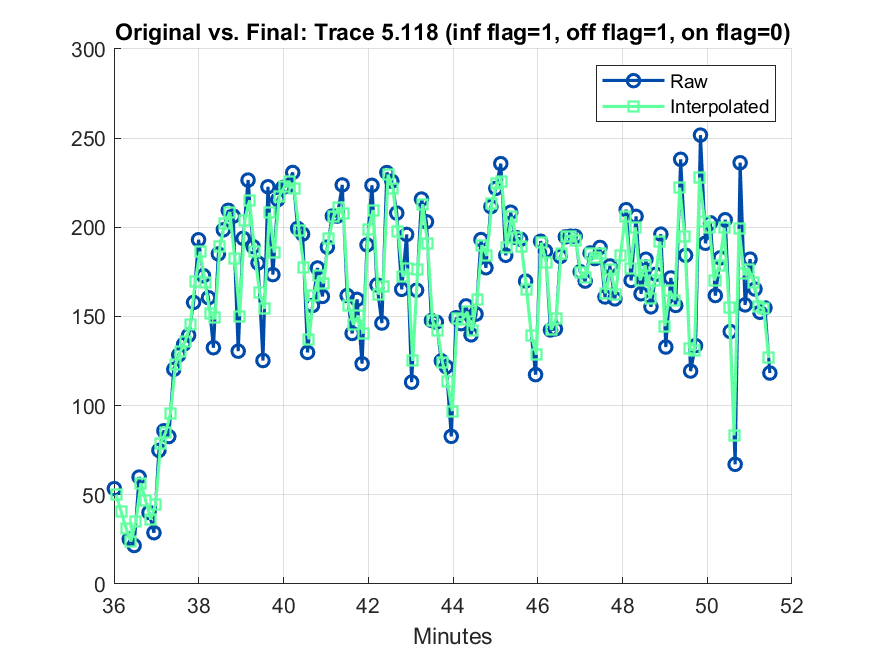 Original vs. Final: Trace 5.118 (inf flag=1, off flag=1, on flag=0)
300
250
200
150
100
50
0
Raw
Interpolated
36 38 40 42 44 46 48 50 52
Minutes